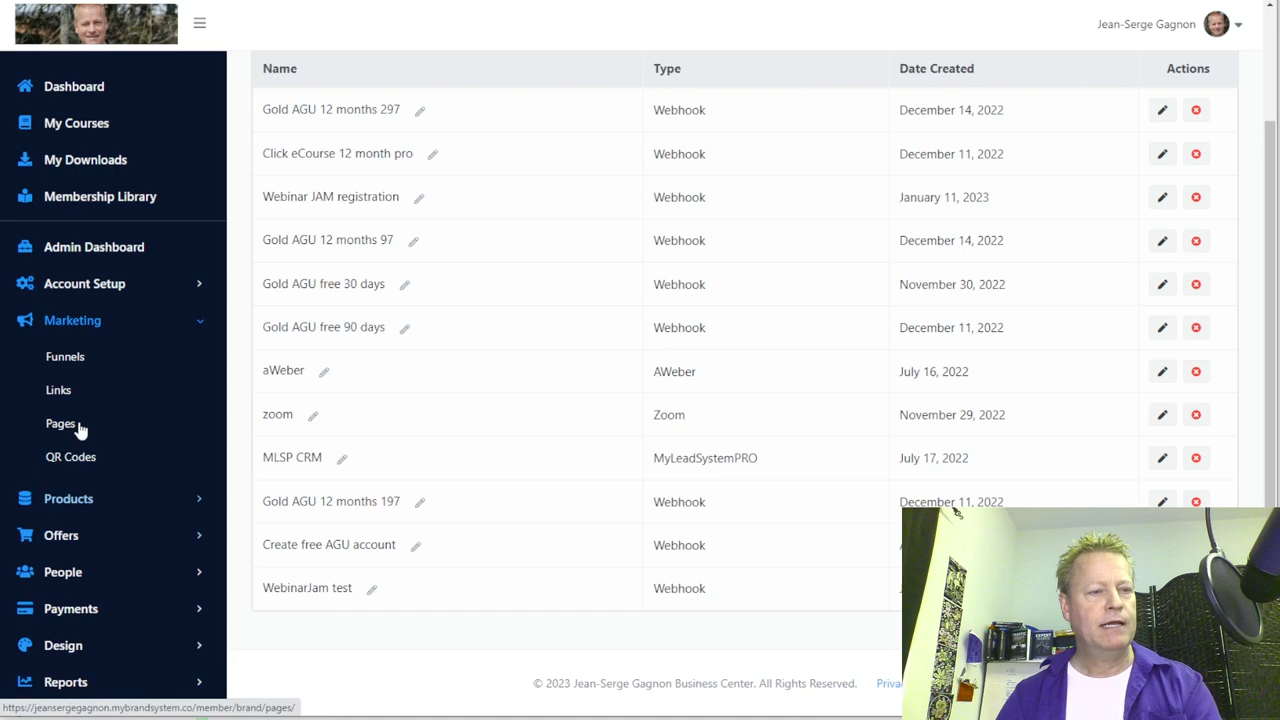 Jean-Serge Gagnon
Dashboard
My Courses
My Downloads
Membership Library
Admin Dashboard
Account Setup
Marketing
Funnels
Links
Pages
QR Codes
Products
Offers
People
Payments
Design
Reports
Name Type Date Created Actions
Gold AGU 12 months 297 Webhook December 14, 2022
Click eCourse 12 month pro Webhook December 11, 2022
Webinar JAM registration Webhook January 11, 2023
Gold AGU 12 months 97 Webhook December 14, 2022
Gold AGU free 30 days Webhook November 30, 2022
Gold AGU free 90 days Webhook December 11, 2022
aWeber AWeber July 16, 2022
zoom Zoom November 29, 2022
MLSP CRM MyLeadSystemPRO July 17, 2022
Gold AGU 12 months 197 Webhook December 11, 2022
Create free AGU account Webhook
WebinarJam test Webhook
© 2023 Jean-Serge Gagnon Business Center. All Rights Reserved.
https://jeansergegagnon.mybrandsystem.co/member/brand/pages/
TRAFFIC
EXPERT